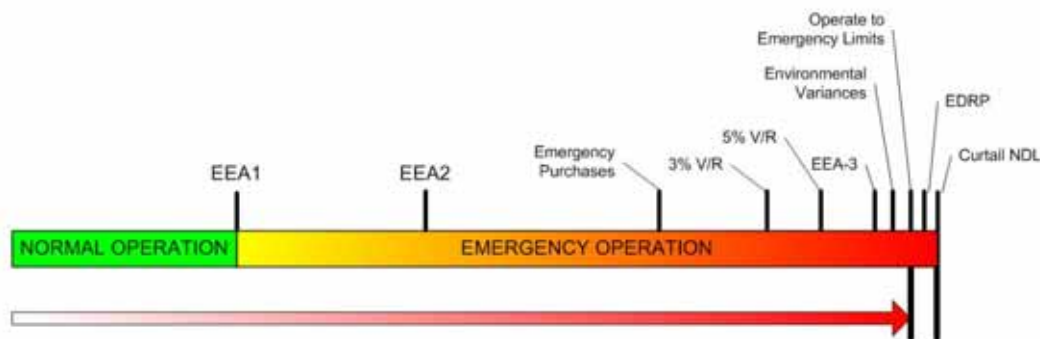 Operate to
Emergency Limits
Environmental
Variances
EDRP
5% V/R
Emergency
Purchases
3% V/R
EEA-3
Curtail NDL
EEA1
EEA2
NORMAL OPERATION
EMERGENCY OPERATION